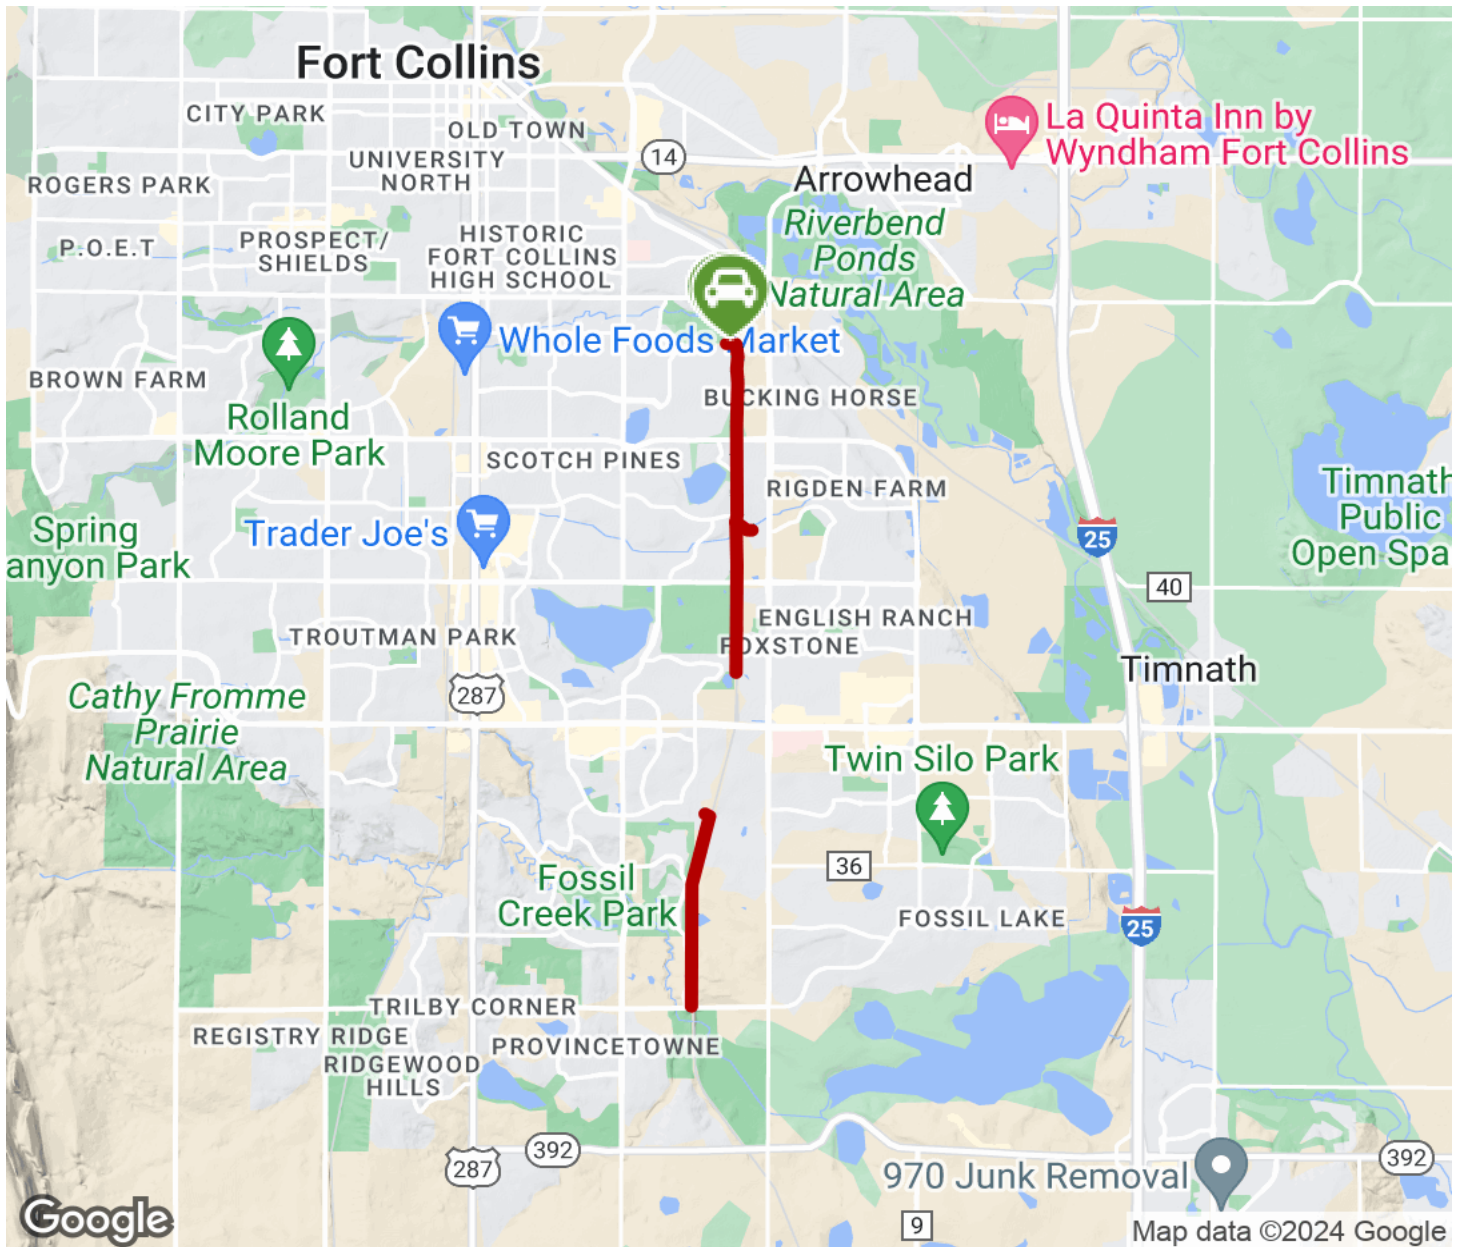 Fort Collins
CITY PARK
OLD TOWN
14
La Quinta Inn by
Wyndham Fort Collins
UNIVERSITY
NORTH
ROGERS PARK
Arrowhead
Riverbend
Ponds
Natural Area
P.O.E.T
PROSPECT/
SHIELDS
HISTORIC
FORT COLLINS
HIGH SCHOOL
Whole Foods Market
BROWN FARM
BUCKING HORSE
Rolland
Moore Park
SCOTCH PINES
RIGDEN FARM
Timnath
Public
Open Spa
Spring
anyon Park
Trader Joe's
25
40
ENGLISH RANCH
FOXSTONE
TROUTMAN PARK
Timnath
287
Cathy Fromme
Prairie
Natural Area
Twin Silo Park
36
Fossil
Creek Park
FOSSIL LAKE
25
TRILBY CORNER
REGISTRY RIDGE
PROVINCETOWNE
RIDGEWOOD
HILLS
392
287
392
970 Junk Removal
9
Google
Map data ©2024 Google